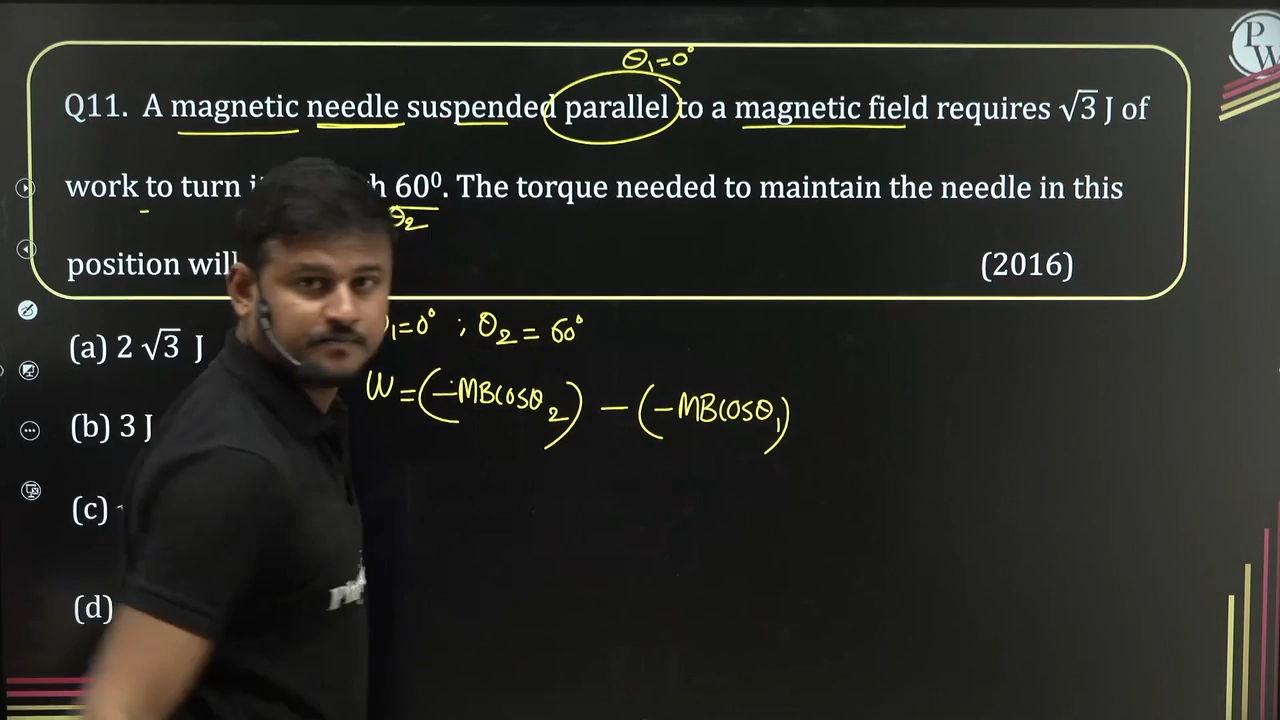 θ₁=0°
PW
Q11. A magnetic needle suspended parallel to a magnetic field requires √3 J of
work to turn 60⁰. The torque needed to maintain the needle in this
θ₂
position (2016)
₁=0° ; θ₂ = 60°
(a) 2 √3 J
W = (-MBCosθ₂) - (-MBCosθ₁)
(b) 3 J
(c)
(d)